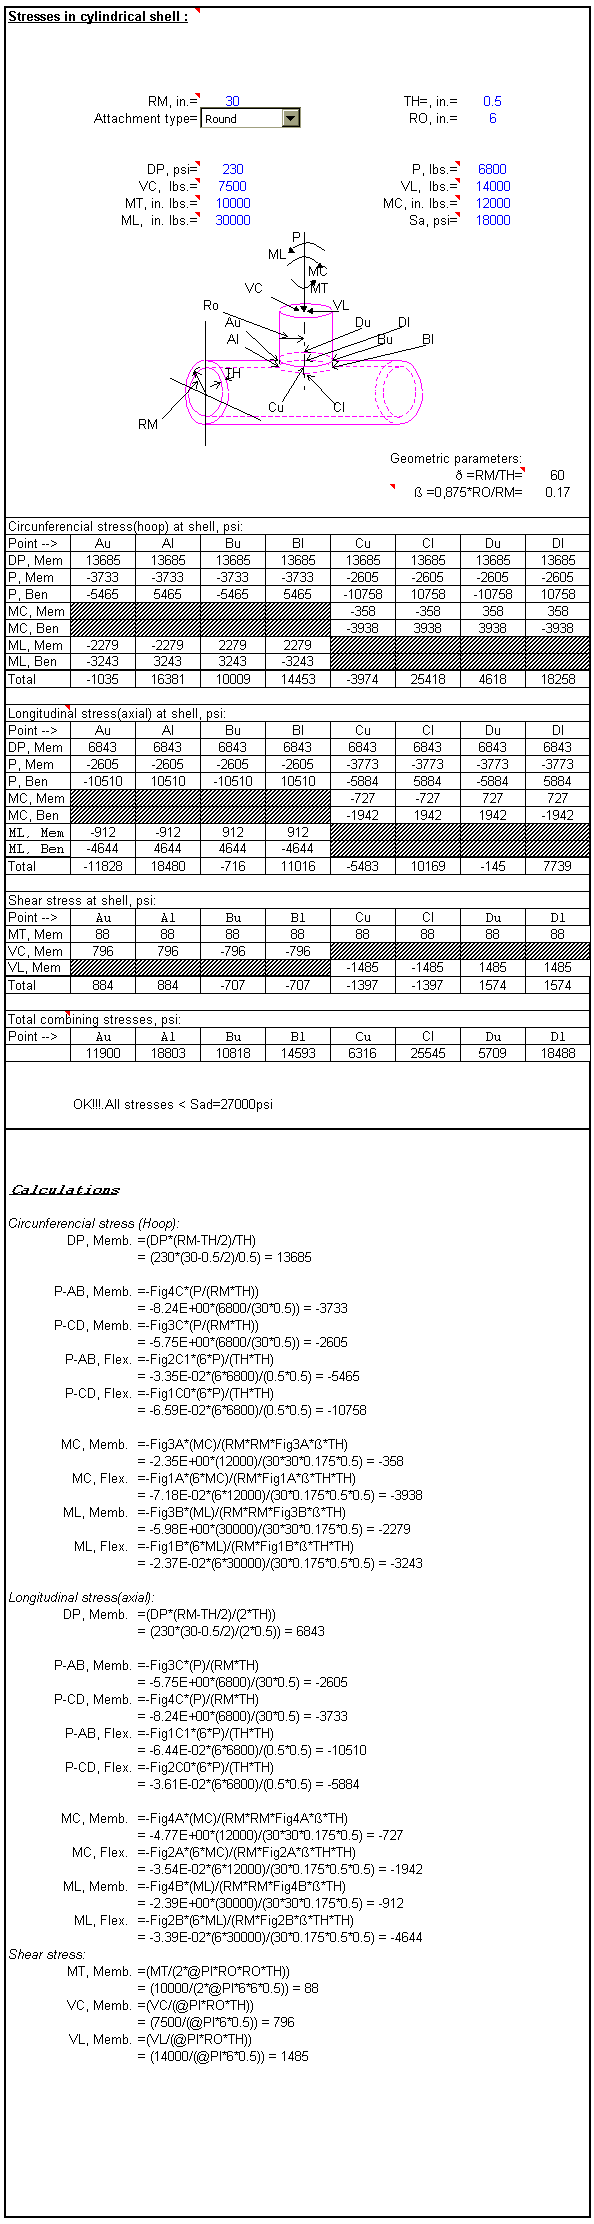 Stresses in cylindrical shell :
RM, in.= 30 TH=, in.= 0.5
Attachment type= Round RO, in.= 6
DP, psi= 230 P, lbs.= 6800
VC, lbs.= 7500 VL, lbs.= 14000
MT, in. lbs.= 10000 MC, in. lbs.= 12000
ML, in. lbs.= 30000 Sa, psi= 18000
P
ML
MC
VC MT
Ro VL
Au Du Dl
Al Bu Bl
TH
Cu Cl
RM
Geometric parameters:
ð =RM/TH= 60
ß =0,875*RO/RM= 0.17
Circunferencial stress(hoop) at shell, psi:
Point --> Au Al Bu Bl Cu Cl Du Dl
DP, Mem 13685 13685 13685 13685 13685 13685 13685 13685
P, Mem -3733 -3733 -3733 -3733 -2605 -2605 -2605 -2605
P, Ben -5465 5465 -5465 5465 -10758 10758 -10758 10758
MC, Mem -358 -358 358 358
MC, Ben -3938 3938 3938 -3938
ML, Mem -2279 -2279 2279 2279
ML, Ben -3243 3243 3243 -3243
Total -1035 16381 10009 14453 -3974 25418 4618 18258
Longitudinal stress(axial) at shell, psi:
Point --> Au Al Bu Bl Cu Cl Du Dl
DP, Mem 6843 6843 6843 6843 6843 6843 6843 6843
P, Mem -2605 -2605 -2605 -2605 -3773 -3773 -3773 -3773
P, Ben -10510 10510 -10510 10510 -5884 5884 -5884 5884
MC, Mem -727 -727 727 727
MC, Ben -1942 1942 1942 -1942
ML, Mem -912 -912 912 912
ML, Ben -4644 4644 4644 -4644
Total -11828 18480 -716 11016 -5483 10169 -145 7739
Shear stress at shell, psi:
Point --> Au Al Bu Bl Cu Cl Du Dl
MT, Mem 88 88 88 88 88 88 88 88
VC, Mem 796 796 -796 -796
VL, Mem -1485 -1485 1485 1485
Total 884 884 -707 -707 -1397 -1397 1574 1574
Total combining stresses, psi:
Point --> Au Al Bu Bl Cu Cl Du Dl
11900 18803 10818 14593 6316 25545 5709 18488
OK!!!.All stresses < Sad=27000psi
Calculations
Circunferencial stress (Hoop):
DP, Memb. =(DP*(RM-TH/2)/TH)
= (230*(30-0.5/2)/0.5) = 13685
P-AB, Memb. =-Fig4C*(P/(RM*TH))
= -8.24E+00*(6800/(30*0.5)) = -3733
P-CD, Memb. =-Fig3C*(P/(RM*TH))
= -5.75E+00*(6800/(30*0.5)) = -2605
P-AB, Flex. =-Fig2C1*(6*P)/(TH*TH)
= -3.35E-02*(6*6800)/(0.5*0.5) = -5465
P-CD, Flex. =-Fig1C0*(6*P)/(TH*TH)
= -6.59E-02*(6*6800)/(0.5*0.5) = -10758
MC, Memb. =-Fig3A*(MC)/(RM*RM*Fig3A*ß*TH)
= -2.35E+00*(12000)/(30*30*0.175*0.5) = -358
MC, Flex. =-Fig1A*(6*MC)/(RM*Fig1A*ß*TH*TH)
= -7.18E-02*(6*12000)/(30*0.175*0.5*0.5) = -3938
ML, Memb. =-Fig3B*(ML)/(RM*RM*Fig3B*ß*TH)
= -5.98E+00*(30000)/(30*30*0.175*0.5) = -2279
ML, Flex. =-Fig1B*(6*ML)/(RM*Fig1B*ß*TH*TH)
= -2.37E-02*(6*30000)/(30*0.175*0.5*0.5) = -3243
Longitudinal stress(axial):
DP, Memb. =(DP*(RM-TH/2)/(2*TH))
= (230*(30-0.5/2)/(2*0.5)) = 6843
P-AB, Memb. =-Fig3C*(P)/(RM*TH)
= -5.75E+00*(6800)/(30*0.5) = -2605
P-CD, Memb. =-Fig4C*(P)/(RM*TH)
= -8.24E+00*(6800)/(30*0.5) = -3733
P-AB, Flex. =-Fig1C1*(6*P)/(TH*TH)
= -6.44E-02*(6*6800)/(0.5*0.5) = -10510
P-CD, Flex. =-Fig2C0*(6*P)/(TH*TH)
= -3.61E-02*(6*6800)/(0.5*0.5) = -5884
MC, Memb. =-Fig4A*(MC)/(RM*RM*Fig4A*ß*TH)
= -4.77E+00*(12000)/(30*30*0.175*0.5) = -727
MC, Flex. =-Fig2A*(6*MC)/(RM*Fig2A*ß*TH*TH)
= -3.54E-02*(6*12000)/(30*0.175*0.5*0.5) = -1942
ML, Memb. =-Fig4B*(ML)/(RM*RM*Fig4B*ß*TH)
= -2.39E+00*(30000)/(30*30*0.175*0.5) = -912
ML, Flex. =-Fig2B*(6*ML)/(RM*Fig2B*ß*TH*TH)
= -3.39E-02*(6*30000)/(30*0.175*0.5*0.5) = -4644
Shear stress:
MT, Memb. =(MT/(2*@PI*RO*RO*TH))
= (10000/(2*@PI*6*6*0.5)) = 88
VC, Memb. =(VC/(@PI*RO*TH))
= (7500/(@PI*6*0.5)) = 796
VL, Memb. =(VL/(@PI*RO*TH))
= (14000/(@PI*6*0.5)) = 1485